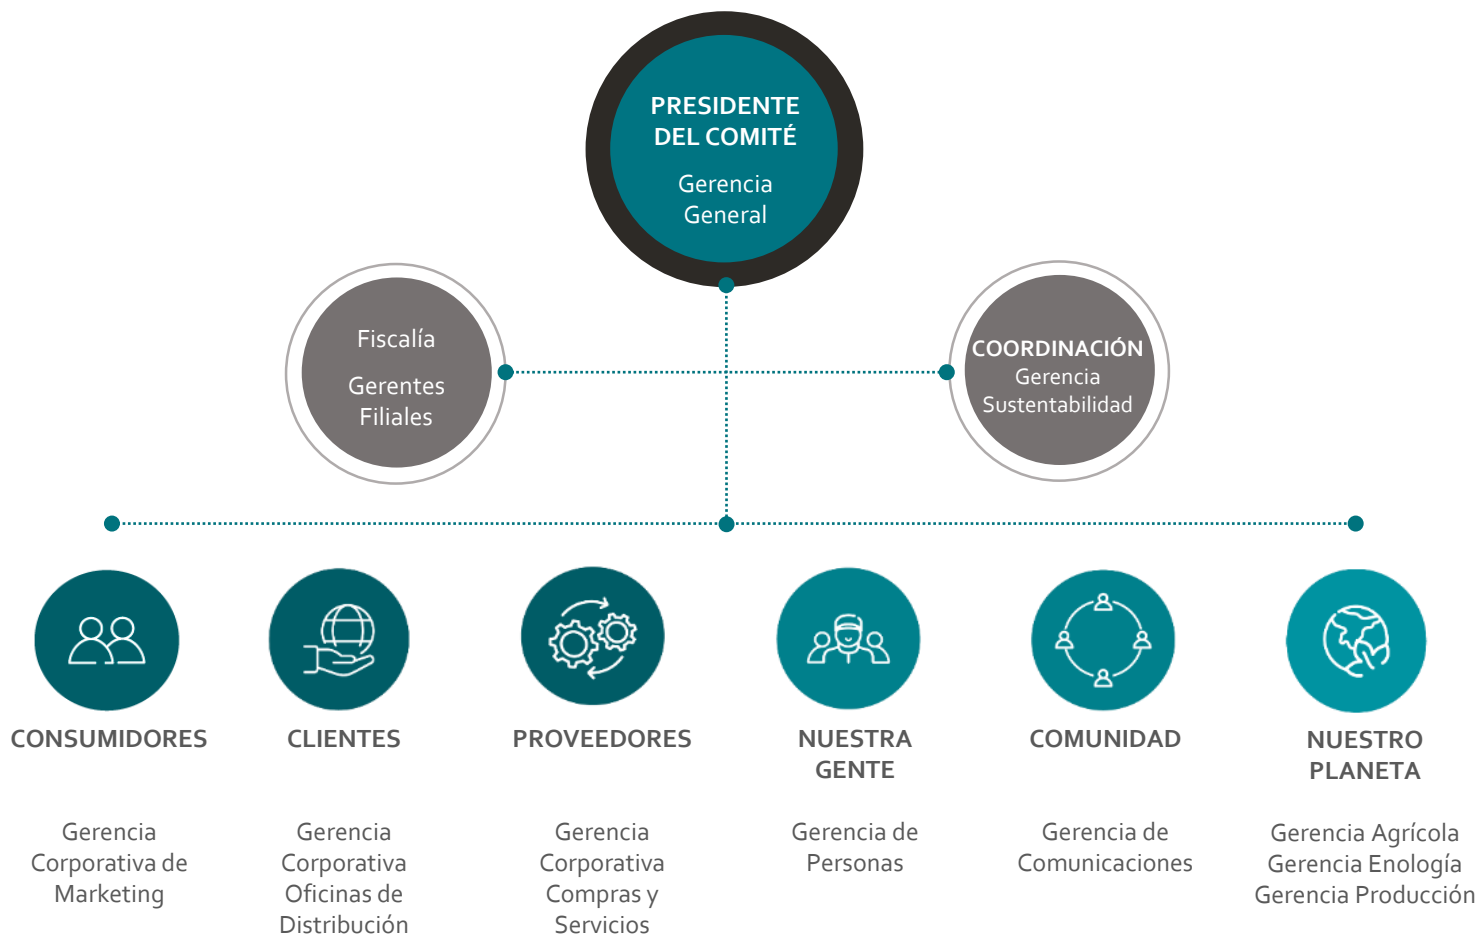 PRESIDENTE
DEL COMITÉ
Gerencia
General
Fiscalía
Gerentes
Filiales
COORDINACIÓN
Gerencia
Sustentabilidad
CONSUMIDORES
Gerencia
Corporativa de
Marketing
CLIENTES
Gerencia
Corporativa
Oficinas de
Distribución
PROVEEDORES
Gerencia
Corporativa
Compras y
Servicios
NUESTRA
GENTE
Gerencia de
Personas
COMUNIDAD
Gerencia de
Comunicaciones
NUESTRO
PLANETA
Gerencia Agrícola
Gerencia Enología
Gerencia Producción